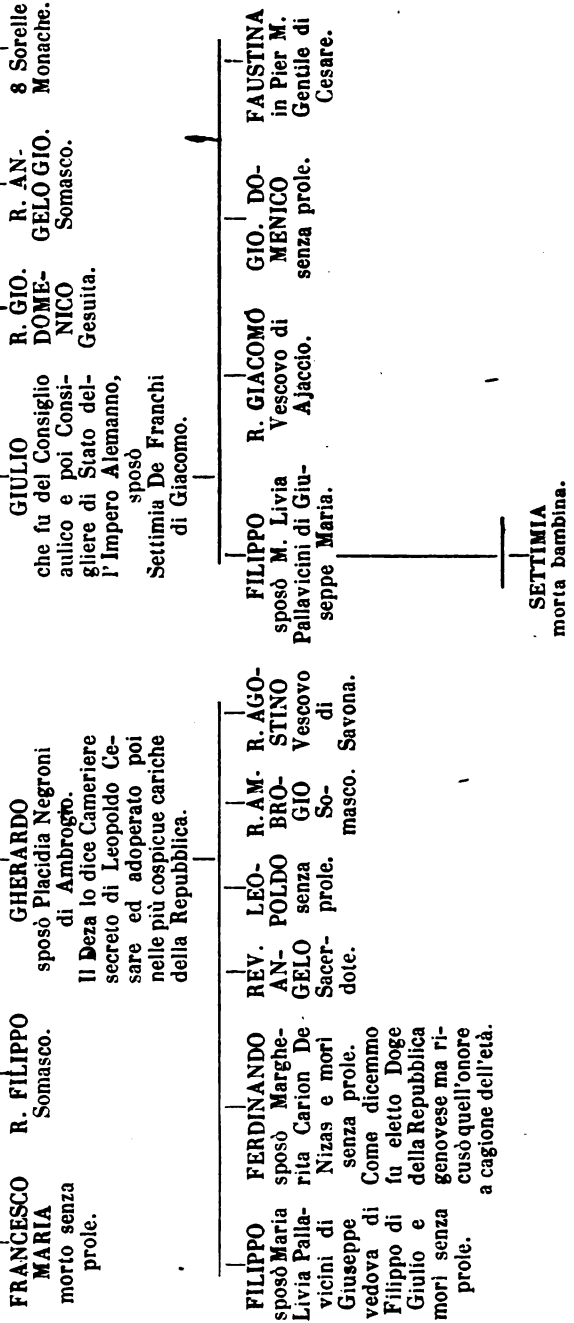 FRANCESCO
MARIA
morto senza
prole.
R. FILIPPO
Somasco.
GHERARDO
sposò Placidia Negroni
di Ambrogio.
Il Deza lo dice Cameriere
secreto di Leopoldo Ce-
sare ed adoperato poi
nelle più cospicue cariche
della Repubblica.
GIULIO
che fu del Consiglio
aulico e poi Consi-
gliere di Stato del-
l'Impero Alemanno,
sposò
Settimia De Franchi
di Giacomo.
R. GIO.
DOME-
NICO
Gesuita.
R. AN-
GELO GIO.
Somasco.
8 Sorelle
Monache.
FILIPPO
sposò Maria
Livia Palla-
vicini di
Giuseppe
vedova di
Filippo di
Giulio e
morì senza
prole.
FERDINANDO
sposò Marghe-
rita Carion De
Nizas e morì
senza prole.
Come dicemmo
fu eletto Doge
della Repubblica
genovese ma ri-
cusò quell'onore
a cagione dell'età.
REV.
AN-
GELO
Sacer-
dote.
LEO-
POLDO
senza
prole.
R. AM-
BRO-
GIO
So-
masco.
R. AGO-
STINO
Vescovo
di
Savona.
FILIPPO
sposò M. Livia
Pallavicini di Giu-
seppe Maria.
R. GIACOMO
Vescovo di
Ajaccio.
GIO. DO-
MENICO
senza prole.
FAUSTINA
in Pier M.
Gentile di
Cesare.
SETTIMIA
morta bambina.